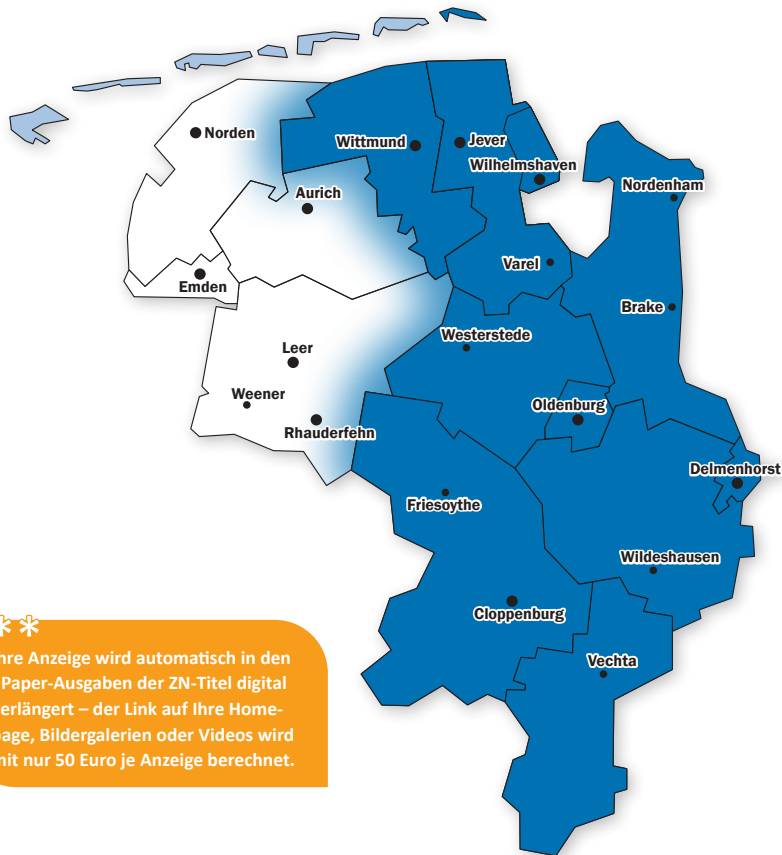 Norden
Wittmund
Jever
Wilhelmshaven
Nordenham
Aurich
Varel
Emden
Brake
Westerstede
Leer
Weener
Oldenburg
Rhauderfehn
Delmenhorst
Friesoythe
Wildeshausen
Cloppenburg
Vechta
**
hre Anzeige wird automatisch in den
Paper-Ausgaben der ZN-Titel digital
erlängert – der Link auf Ihre Home-
page, Bildergalerien oder Videos wird
mit nur 50 Euro je Anzeige berechnet.